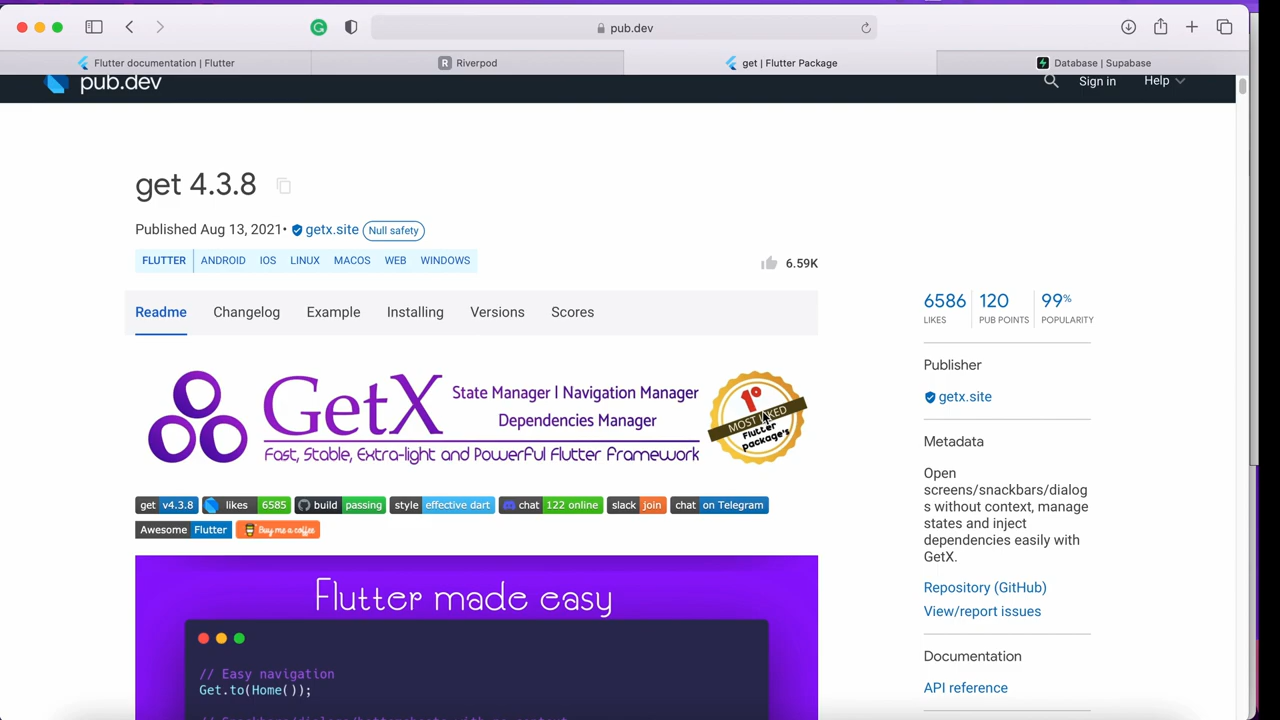 pub.dev
Flutter documentation | Flutter
R Riverpod
get | Flutter Package
Database | Supabase
pub.dev
Sign in
Help
get 4.3.8
Published Aug 13, 2021• getx.site Null safety
FLUTTER ANDROID IOS LINUX MACOS WEB WINDOWS
6.59K
Readme Changelog Example Installing Versions Scores
GetX
State Manager | Navigation Manager
Dependencies Manager
Fast, Stable, Extra-light and Powerful Flutter Framework
1º
MOST LIKED
Flutter
package's
get v4.3.8 likes 6585 build passing style effective dart chat 122 online slack join chat on Telegram
Awesome Flutter Buy me a coffee
Flutter made easy
// Easy navigation
Get.to(Home());
6586 120 99%
LIKES PUB POINTS POPULARITY
Publisher
getx.site
Metadata
Open
screens/snackbars/dialog
s without context, manage
states and inject
dependencies easily with
GetX.
Repository (GitHub)
View/report issues
Documentation
API reference